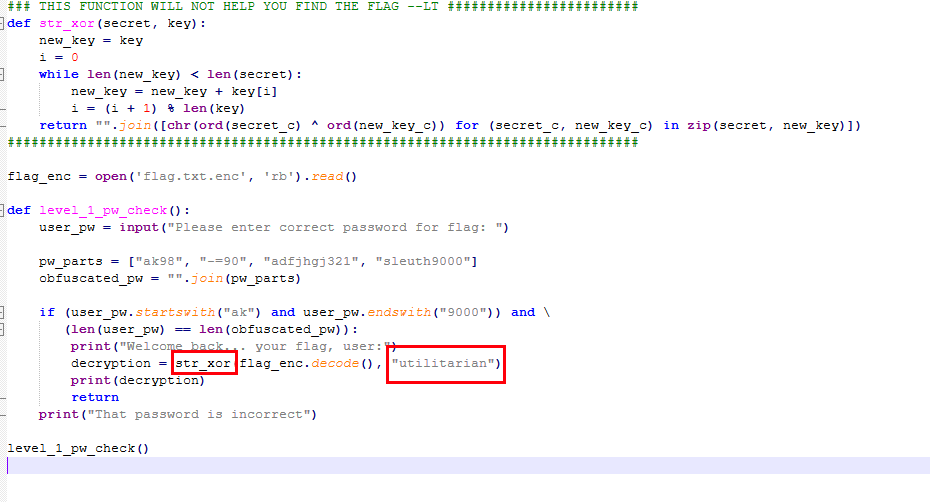 ### THIS FUNCTION WILL NOT HELP YOU FIND THE FLAG --LT ########################
def str_xor(secret, key):
    new_key = key
    i = 0
    while len(new_key) < len(secret):
        new_key = new_key + key[i]
        i = (i + 1) % len(key)
    return "".join([chr(ord(secret_c) ^ ord(new_key_c)) for (secret_c, new_key_c) in zip(secret, new_key)])
###############################################################################
flag_enc = open('flag.txt.enc', 'rb').read()
def level_1_pw_check():
    user_pw = input("Please enter correct password for flag: ")
    pw_parts = ["ak98", "-=90", "adfjhgj321", "sleuth9000"]
    obfuscated_pw = "".join(pw_parts)
    if (user_pw.startswith("ak") and user_pw.endswith("9000")) and \
       (len(user_pw) == len(obfuscated_pw)):
        print("Welcome back... your flag, user:")
        decryption = str_xor(flag_enc.decode(), "utilitarian")
        print(decryption)
        return
    print("That password is incorrect")
level_1_pw_check()